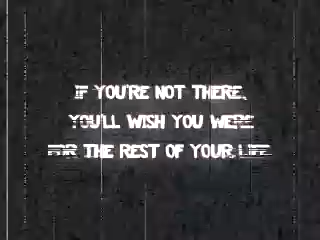 IF YOU'RE NOT THERE,
YOU'LL WISH YOU WERE
FOR THE REST OF YOUR LIFE